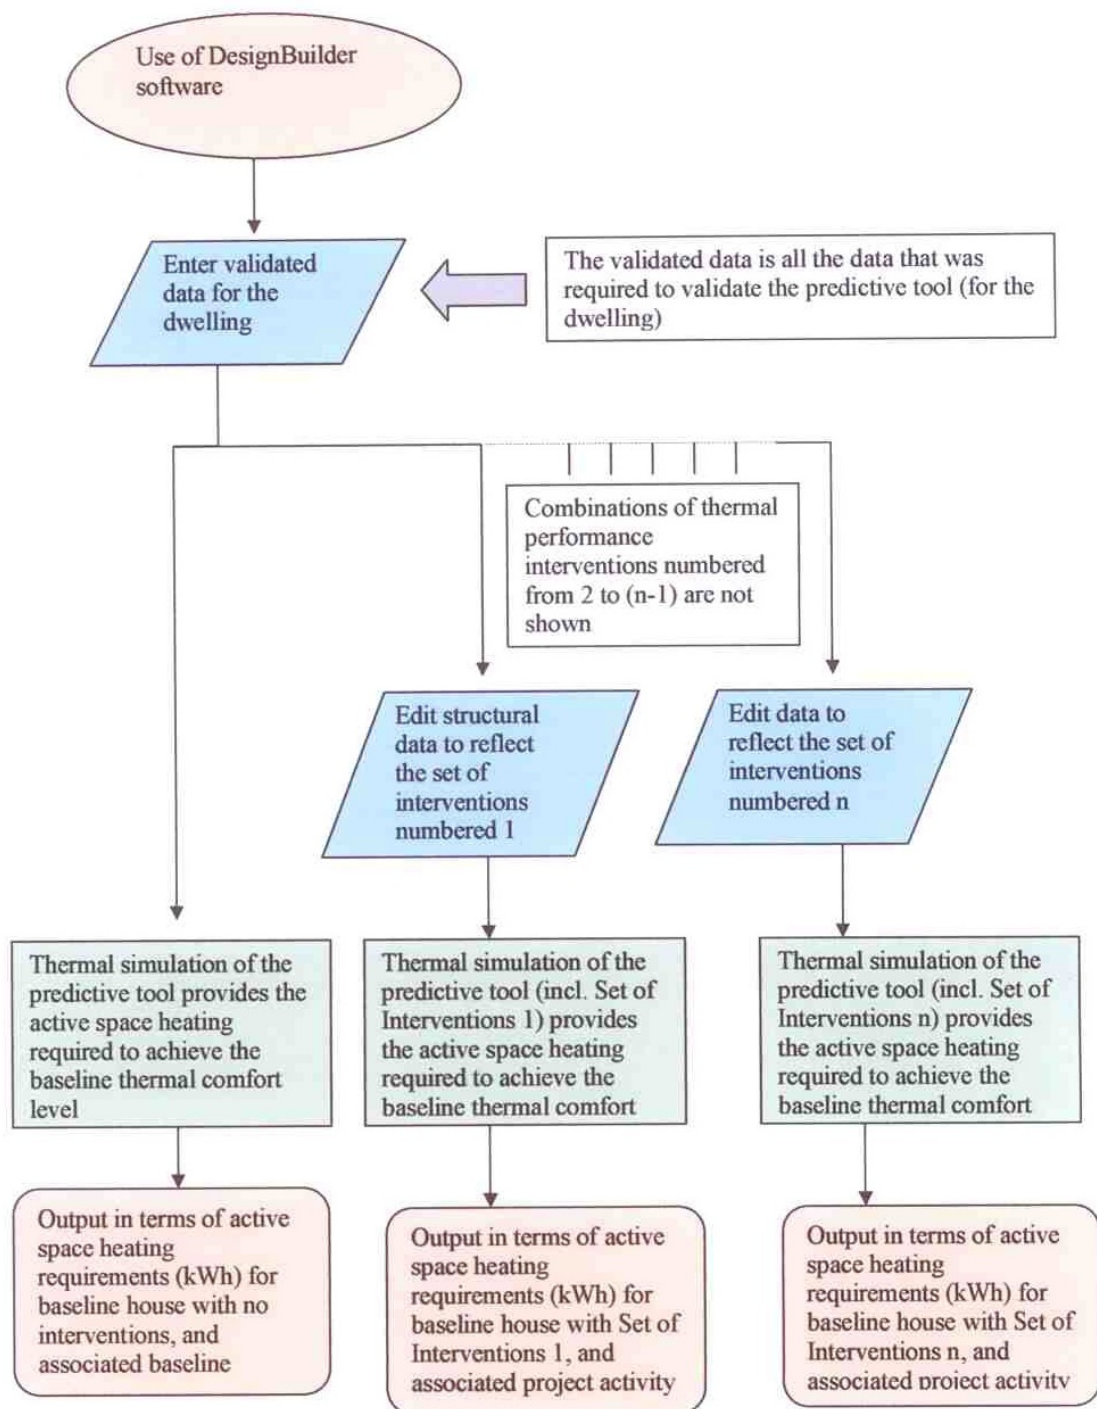 Use of DesignBuilder
software
Enter validated
data for the
dwelling
The validated data is all the data that was
required to validate the predictive tool (for the
dwelling)
Combinations of thermal
performance
interventions numbered
from 2 to (n-1) are not
shown
Edit structural
data to reflect
the set of
interventions
numbered 1
Edit data to
reflect the set of
interventions
numbered n
Thermal simulation of the
predictive tool provides the
active space heating
required to achieve the
baseline thermal comfort
level
Thermal simulation of the
predictive tool (incl. Set of
Interventions 1) provides
the active space heating
required to achieve the
baseline thermal comfort
Thermal simulation of the
predictive tool (incl. Set of
Interventions n) provides
the active space heating
required to achieve the
baseline thermal comfort
Output in terms of active
space heating
requirements (kWh) for
baseline house with no
interventions, and
associated baseline
Output in terms of active
space heating
requirements (kWh) for
baseline house with Set of
Interventions 1, and
associated project activity
Output in terms of active
space heating
requirements (kWh) for
baseline house with Set of
Interventions n, and
associated project activity